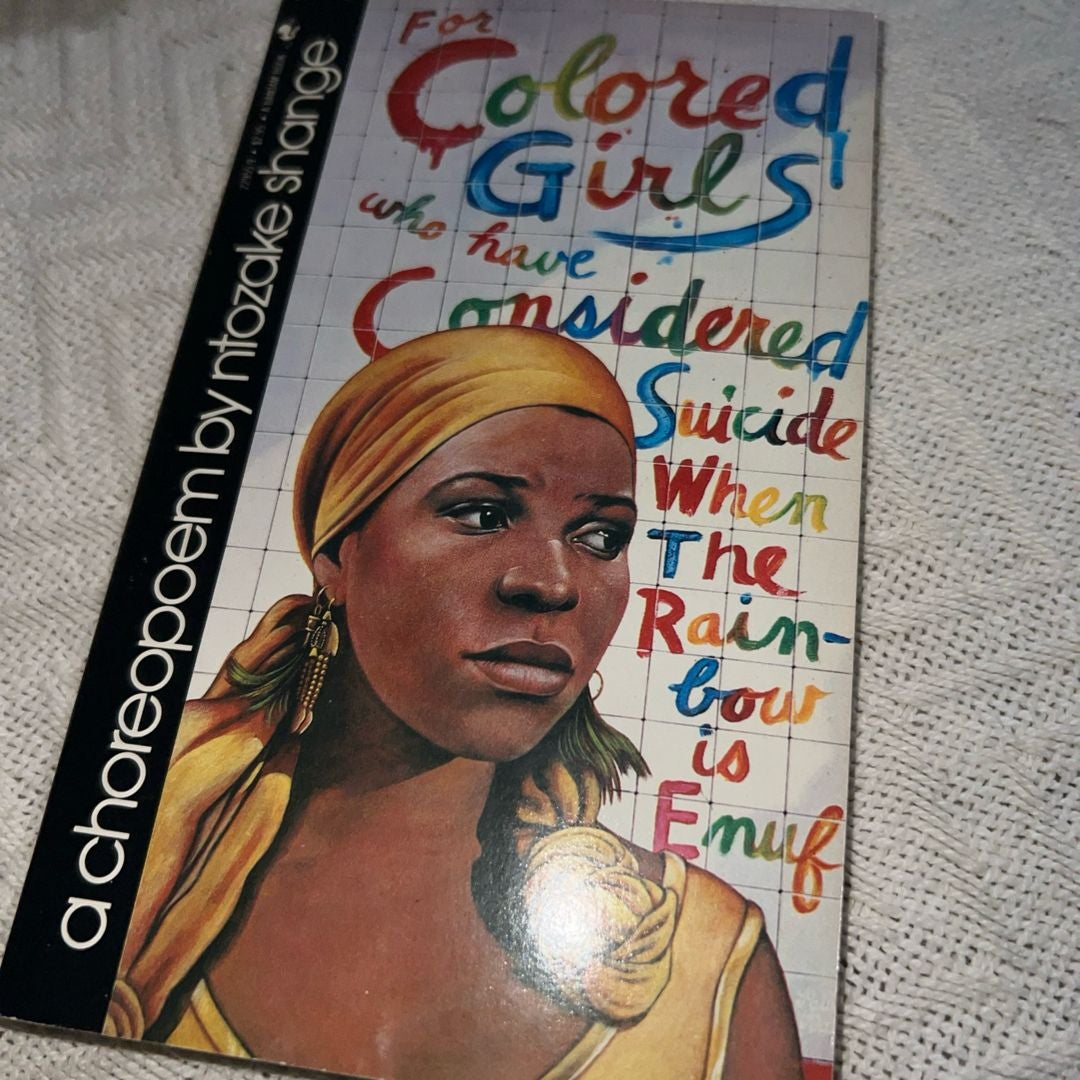 For
Colored
Girls
who have
Considered
Suicide
When
The
Rain-
bow
is
Enuf
a choreopoem by ntozake shange